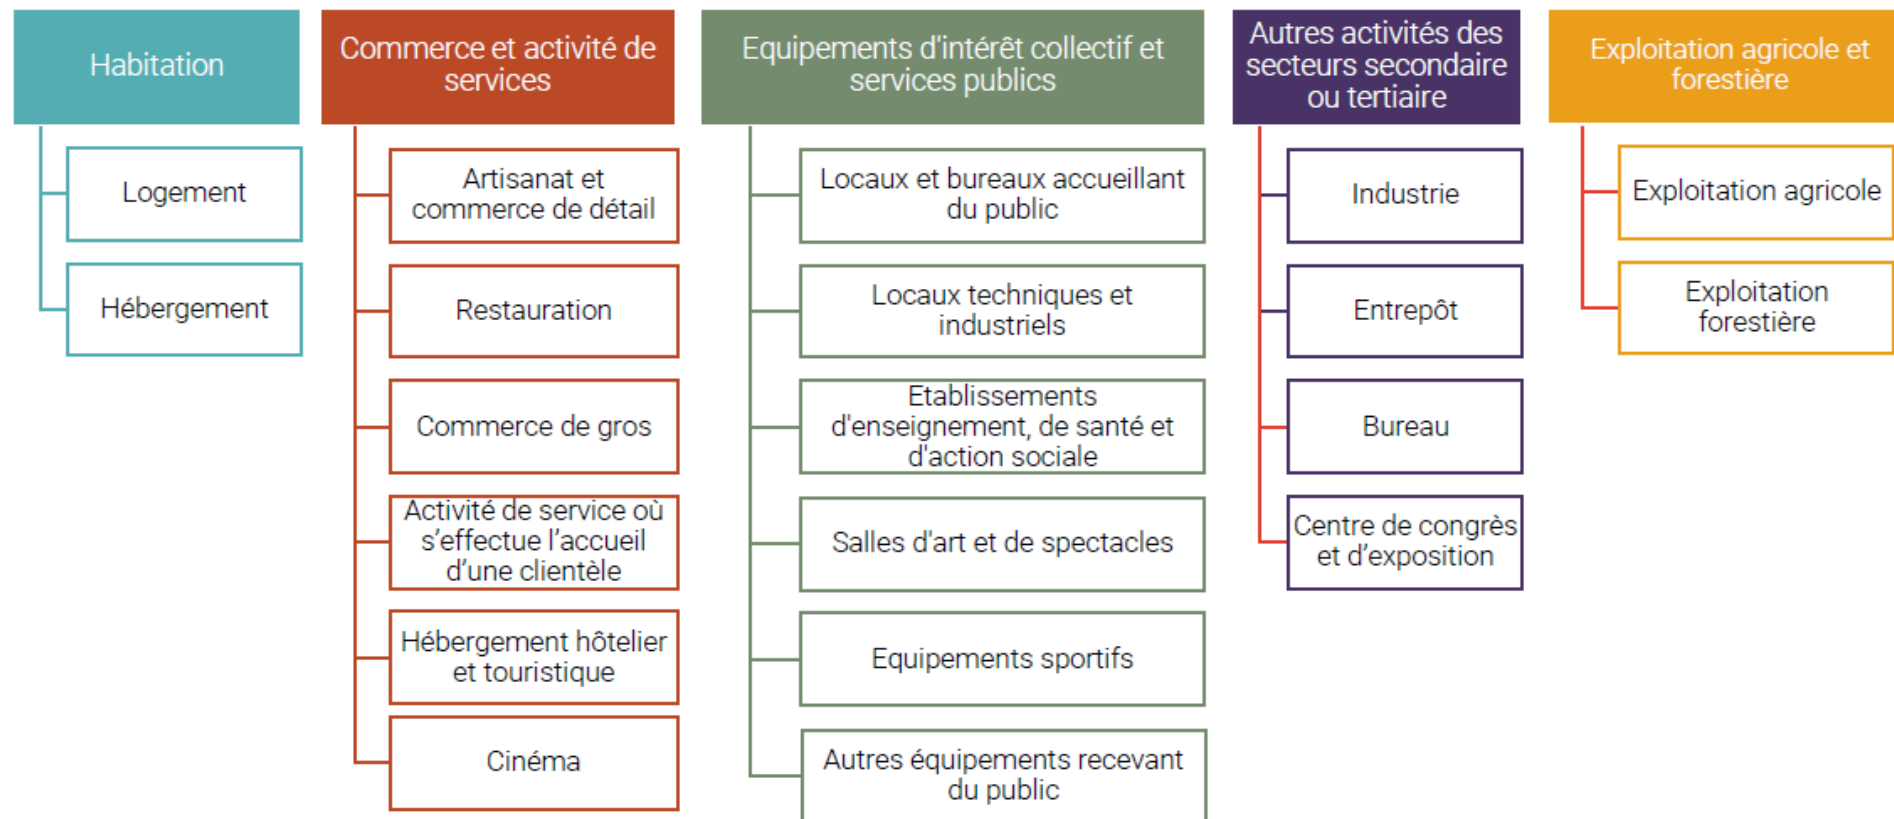 Habitation
Logement
Hébergement
Commerce et activité de
services
Artisanat et
commerce de détail
Restauration
Commerce de gros
Activité de service où
s’effectue l’accueil
d’une clientèle
Hébergement hôtelier
et touristique
Cinéma
Equipements d'intérêt collectif et
services publics
Locaux et bureaux accueillant
du public
Locaux techniques et
industriels
Etablissements
d'enseignement, de santé et
d'action sociale
Salles d'art et de spectacles
Equipements sportifs
Autres équipements recevant
du public
Autres activités des
secteurs secondaire
ou tertiaire
Industrie
Entrepôt
Bureau
Centre de congrès
et d’exposition
Exploitation agricole et
forestière
Exploitation agricole
Exploitation
forestière